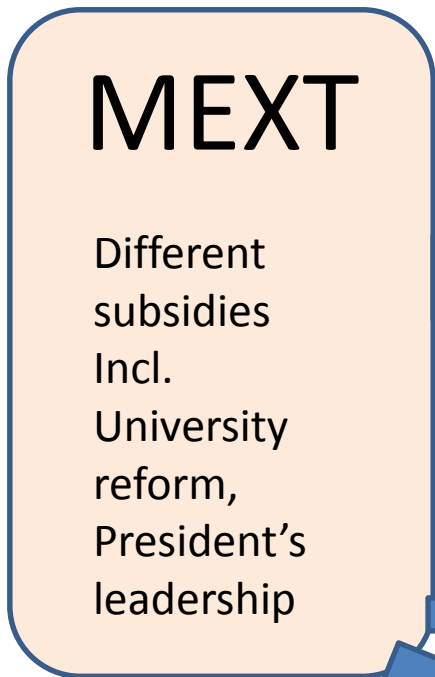 MEXT
Different
subsidies
Incl.
University
reform,
President’s
leadership